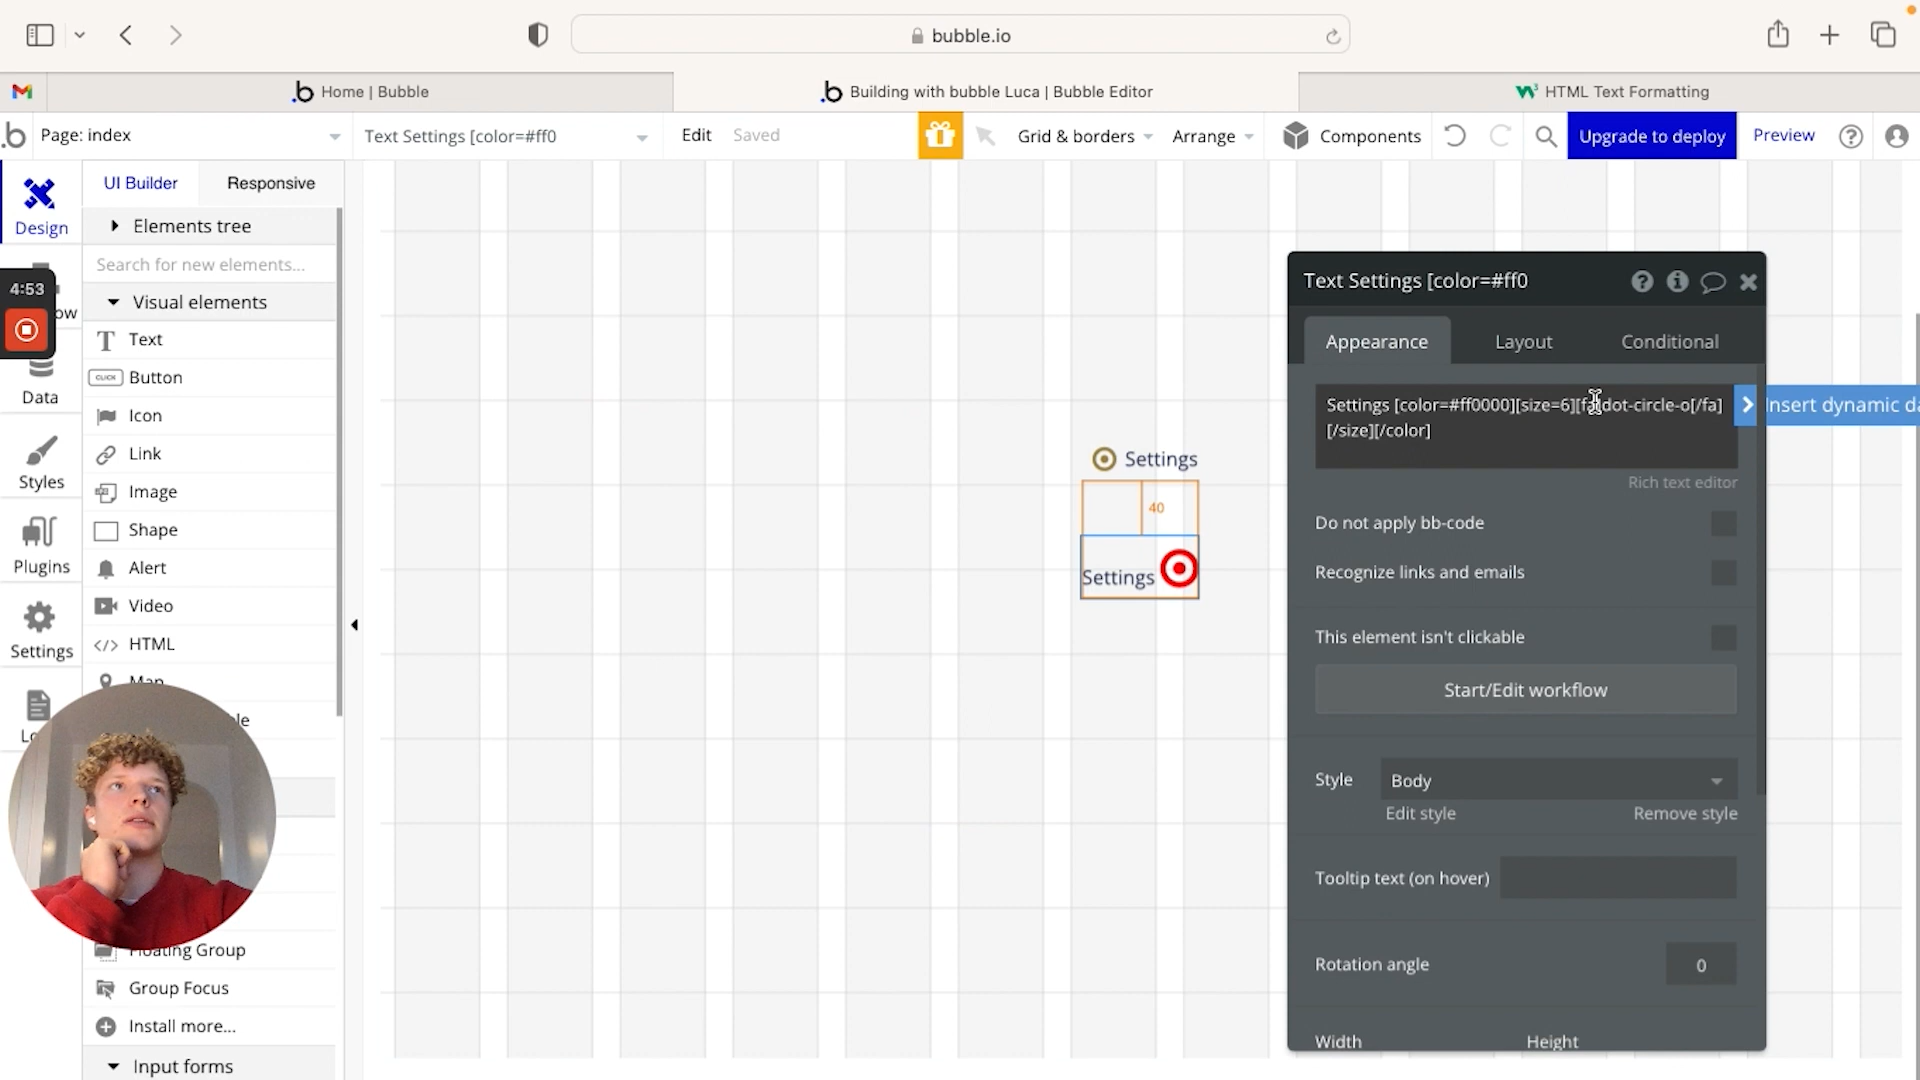 bubble.io
Home | Bubble
Building with bubble Luca | Bubble Editor
HTML Text Formatting
Page: index
Text Settings [color=#ff0
Edit
Saved
Grid & borders
Arrange
Components
Upgrade to deploy
Preview
Design
4:53
Data
Styles
Plugins
Settings
UI Builder
Responsive
Elements tree
Search for new elements...
Visual elements
Text
CLICK
Button
Icon
Link
Image
Shape
Alert
Video
HTML
Map
Floating Group
Group Focus
Install more...
Input forms
Settings
40
Settings
Text Settings [color=#ff0
Appearance
Layout
Conditional
Settings [color=#ff0000][size=6][fa]dot-circle-o[/fa]
[/size][/color]
Insert dynamic da
Rich text editor
Do not apply bb-code
Recognize links and emails
This element isn't clickable
Start/Edit workflow
Style
Body
Edit style
Remove style
Tooltip text (on hover)
Rotation angle
0
Width
Height